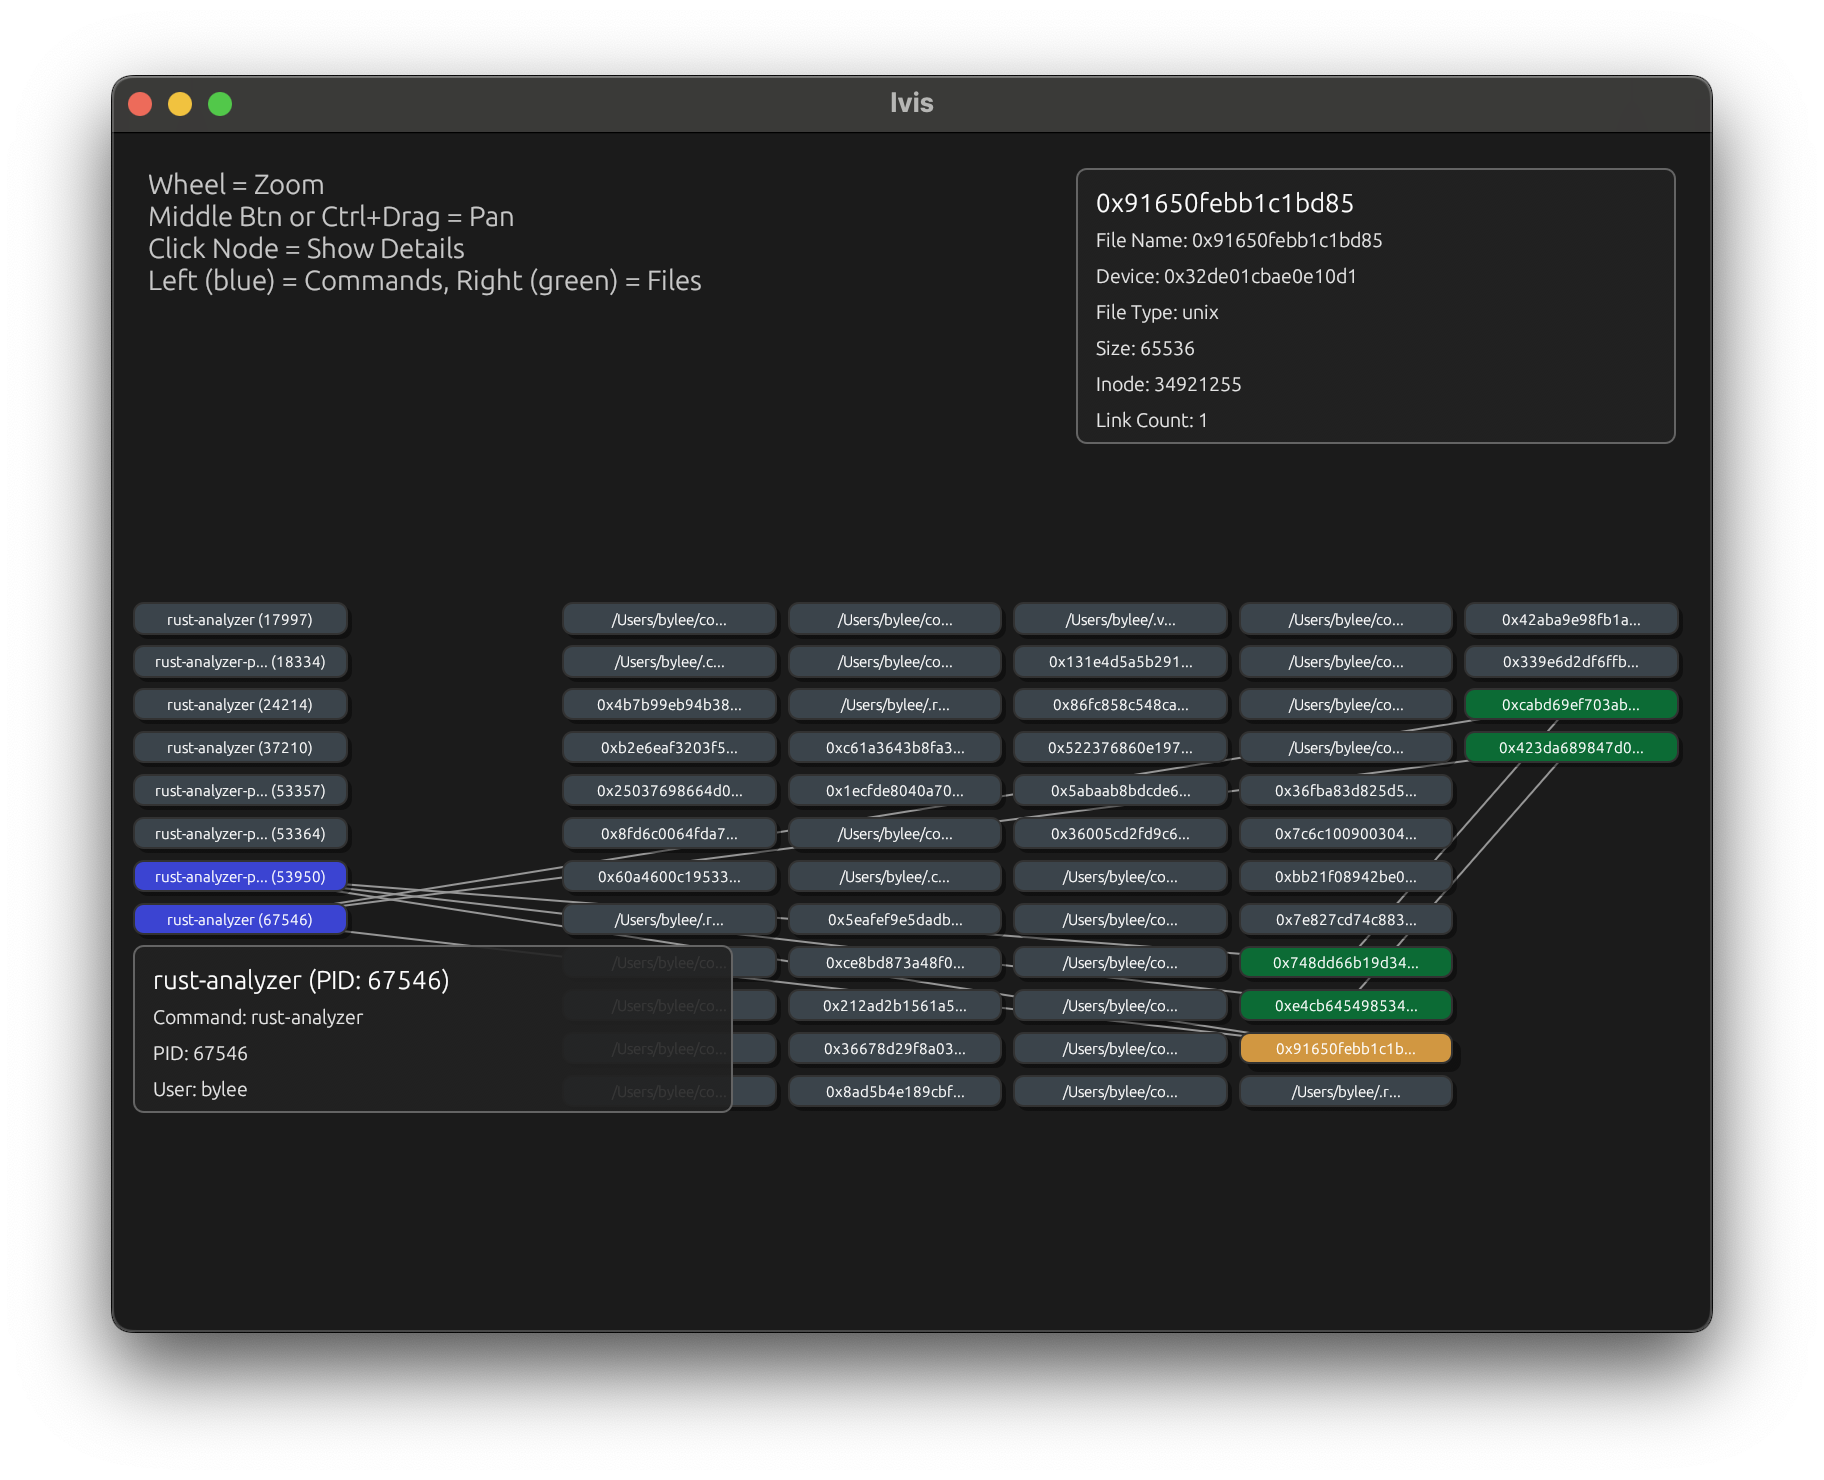 lvis
Wheel = Zoom
Middle Btn or Ctrl+Drag = Pan
Click Node = Show Details
Left (blue) = Commands, Right (green) = Files
0x91650febb1c1bd85
File Name: 0x91650febb1c1bd85
Device: 0x32de01cbae0e10d1
File Type: unix
Size: 65536
Inode: 34921255
Link Count: 1
rust-analyzer (17997) /Users/bylee/co... /Users/bylee/co... /Users/bylee/.v... /Users/bylee/co... 0x42aba9e98fb1a...
rust-analyzer-p... (18334) /Users/bylee/.c... /Users/bylee/co... 0x131e4d5a5b291... /Users/bylee/co... 0x339e6d2df6ffb...
rust-analyzer (24214) 0x4b7b99eb94b38... /Users/bylee/.r... 0x86fc858c548ca... /Users/bylee/co... 0xcabd69ef703ab...
rust-analyzer (37210) 0xb2e6eaf3203f5... 0xc61a3643b8fa3... 0x522376860e197... /Users/bylee/co... 0x423da689847d0...
rust-analyzer-p... (53357) 0x25037698664d0... 0x1ecfde8040a70... 0x5abaab8bdcde6... 0x36fba83d825d5...
rust-analyzer-p... (53364) 0x8fd6c0064fda7... /Users/bylee/co... 0x36005cd2fd9c6... 0x7c6c100900304...
rust-analyzer-p... (53950) 0x60a4600c19533... /Users/bylee/.c... /Users/bylee/co... 0xbb21f08942be0...
rust-analyzer (67546) /Users/bylee/.r... 0x5eafef9e5dadb... /Users/bylee/co... 0x7e827cd74c883...
/Users/bylee/co... 0xce8bd873a48f0... /Users/bylee/co... 0x748dd66b19d34...
/Users/bylee/co... 0x212ad2b1561a5... /Users/bylee/co... 0xe4cb645498534...
/Users/bylee/co... 0x36678d29f8a03... /Users/bylee/co... 0x91650febb1c1b...
/Users/bylee/co... 0x8ad5b4e189cbf... /Users/bylee/co... /Users/bylee/.r...
rust-analyzer (PID: 67546)
Command: rust-analyzer
PID: 67546
User: bylee